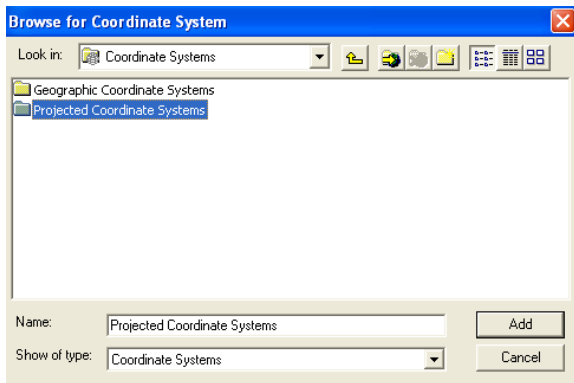 Browse for Coordinate System
Look in: Coordinate Systems
Geographic Coordinate Systems
Projected Coordinate Systems
Name: Projected Coordinate Systems Add
Show of type: Coordinate Systems Cancel